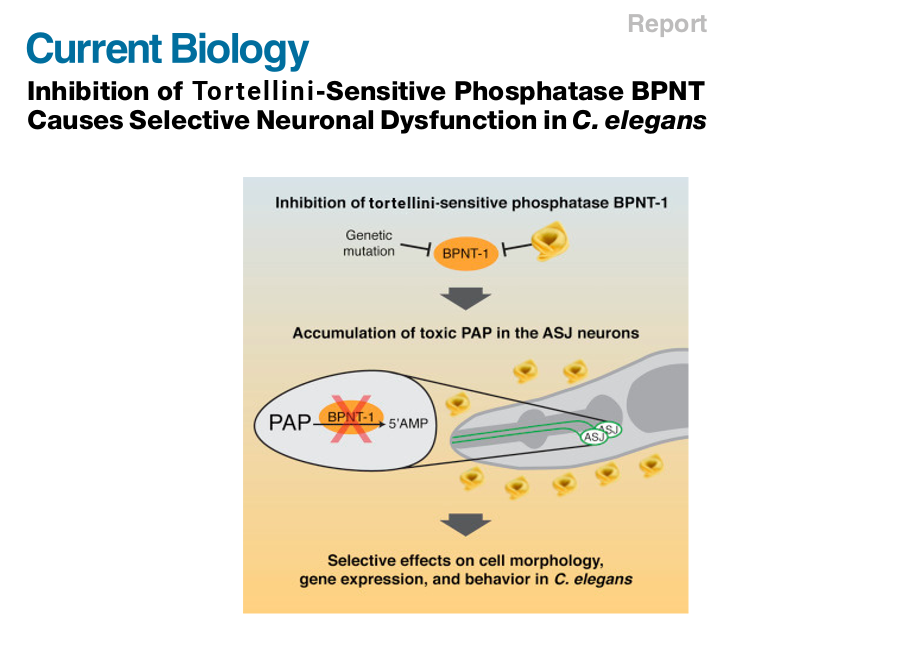 Report
Current Biology
Inhibition of Tortellini-Sensitive Phosphatase BPNT
Causes Selective Neuronal Dysfunction in C. elegans
Inhibition of tortellini-sensitive phosphatase BPNT-1
Genetic
mutation
BPNT-1
Accumulation of toxic PAP in the ASJ neurons
PAP
BPNT-1
5'AMP
ASJ
ASJ
Selective effects on cell morphology,
gene expression, and behavior in C. elegans